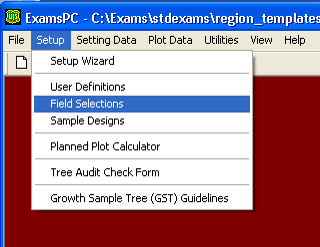 ExamsPC - C:\Exams\stdexams\region_templates
File Setup Setting Data Plot Data Utilities View Help
Setup Wizard
User Definitions
Field Selections
Sample Designs
Planned Plot Calculator
Tree Audit Check Form
Growth Sample Tree (GST) Guidelines